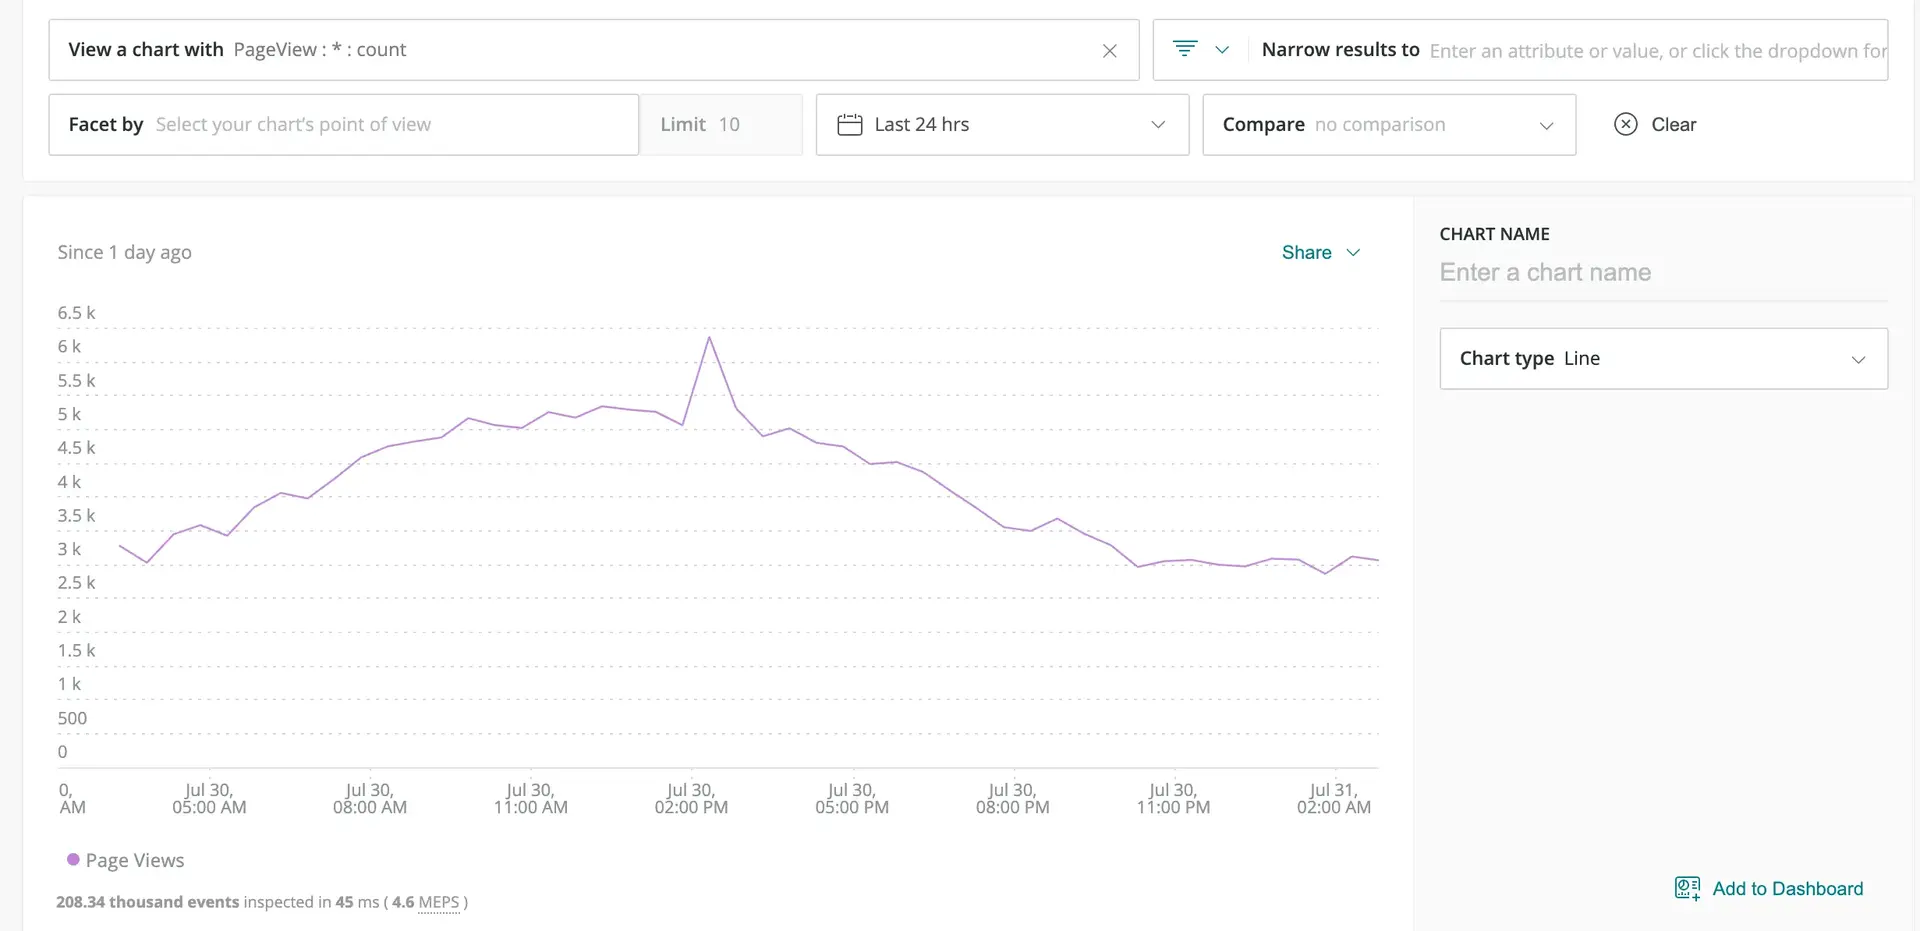 View a chart with PageView : * : count
Narrow results to Enter an attribute or value, or click the dropdown for
Facet by Select your chart's point of view
Limit 10
Last 24 hrs
Compare no comparison
Clear
Since 1 day ago
Share
6.5 k
6 k
5.5 k
5 k
4.5 k
4 k
3.5 k
3 k
2.5 k
2 k
1.5 k
1 k
500
0
0,
AM
Jul 30,
05:00 AM
Jul 30,
08:00 AM
Jul 30,
11:00 AM
Jul 30,
02:00 PM
Jul 30,
05:00 PM
Jul 30,
08:00 PM
Jul 30,
11:00 PM
Jul 31,
02:00 AM
Page Views
208.34 thousand events inspected in 45 ms ( 4.6 MEPS )
CHART NAME
Enter a chart name
Chart type Line
Add to Dashboard